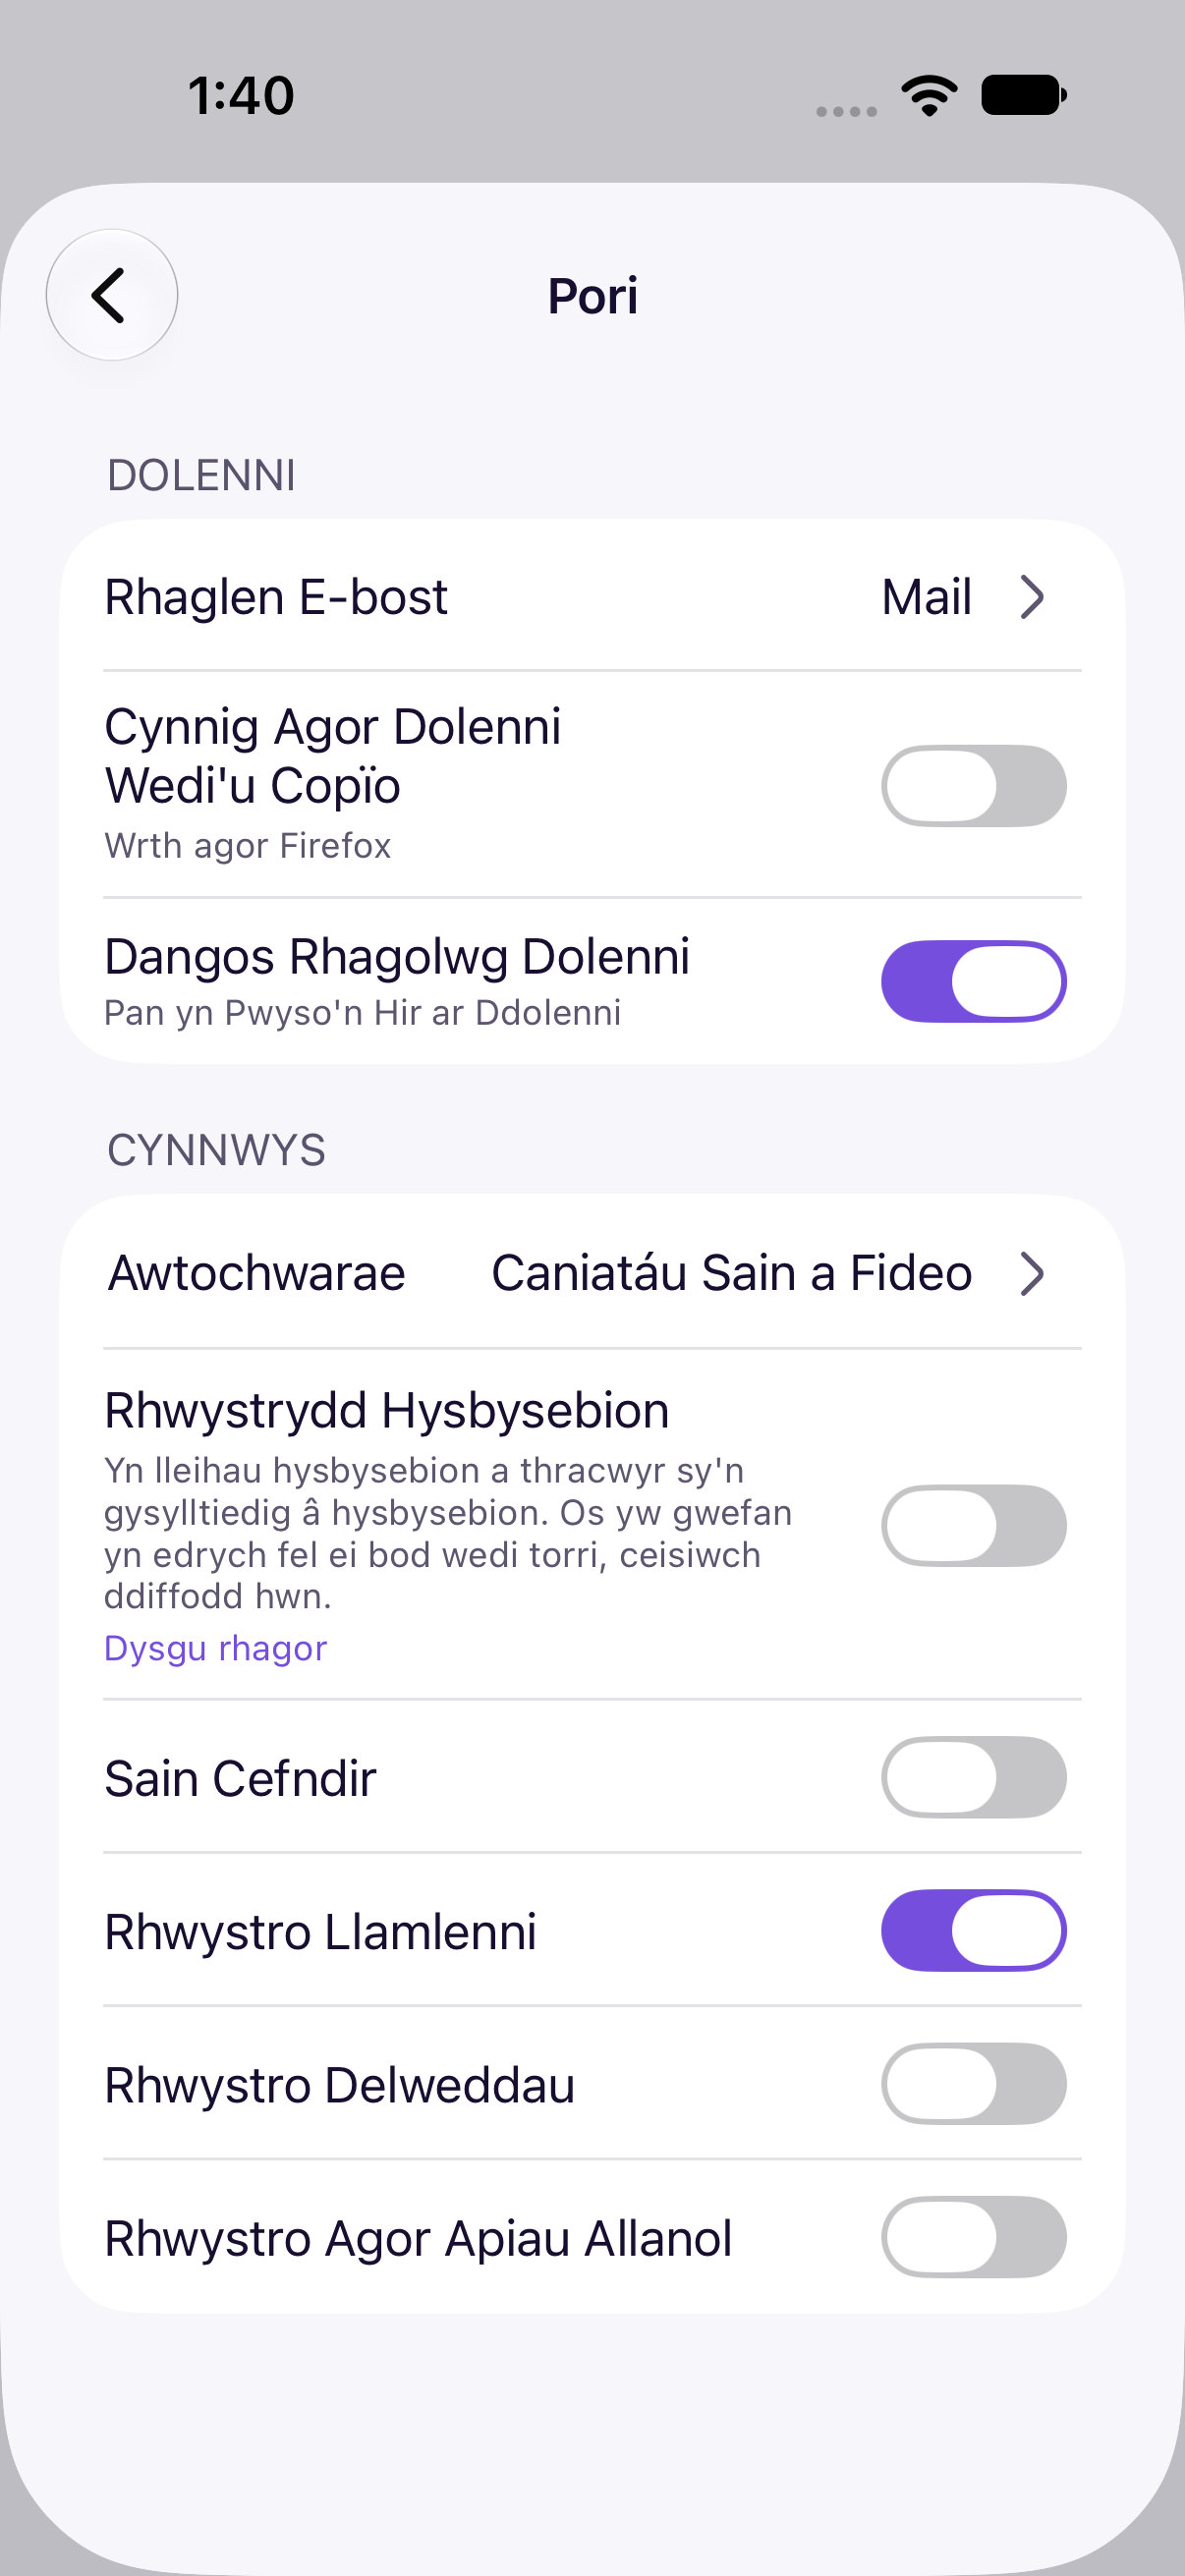 1:40
Pori
DOLENNI
Rhaglen E-bost Mail
Cynnig Agor Dolenni
Wedi'u Copïo
Wrth agor Firefox
Dangos Rhagolwg Dolenni
Pan yn Pwyso'n Hir ar Ddolenni
CYNNWYS
Awtochwarae Caniatáu Sain a Fideo
Rhwystrydd Hysbysebion
Yn lleihau hysbysebion a thracwyr sy'n
gysylltiedig â hysbysebion. Os yw gwefan
yn edrych fel ei bod wedi torri, ceisiwch
ddiffodd hwn.
Dysgu rhagor
Sain Cefndir
Rhwystro Llamlenni
Rhwystro Delweddau
Rhwystro Agor Apiau Allanol